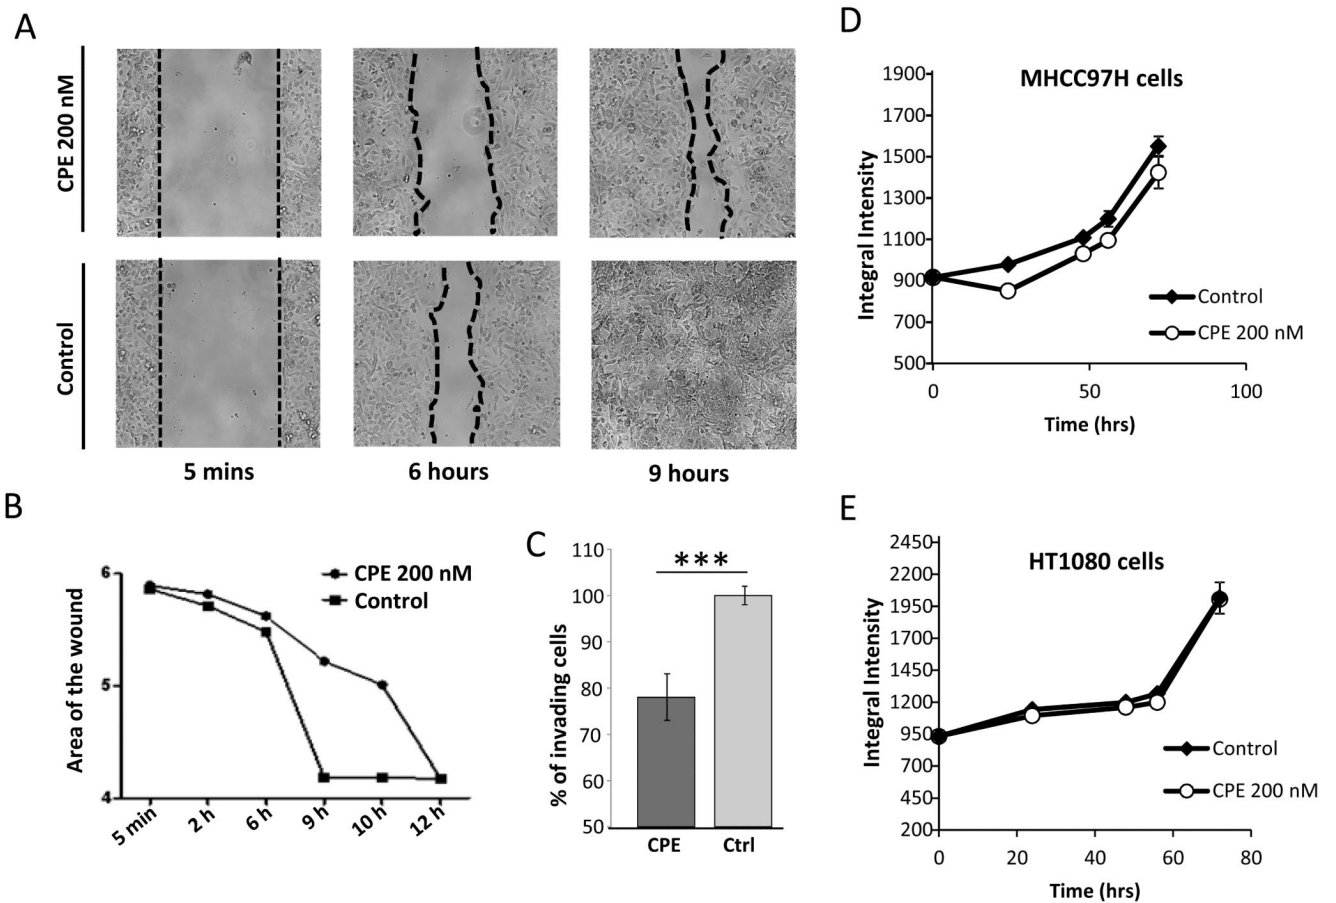 A
CPE 200 nM
Control
5 mins
6 hours
9 hours
B
Area of the wound
6
5
4
CPE 200 nM
Control
5 min
2 h
6 h
9 h
10 h
12 h
C
% of invading cells
110
100
90
80
70
60
50
***
CPE
Ctrl
D
MHCC97H cells
Integral Intensity
1900
1700
1500
1300
1100
900
700
500
Control
CPE 200 nM
0
50
100
Time (hrs)
E
HT1080 cells
Integral Intensity
2450
2200
1950
1700
1450
1200
950
700
450
200
Control
CPE 200 nM
0
20
40
60
80
Time (hrs)